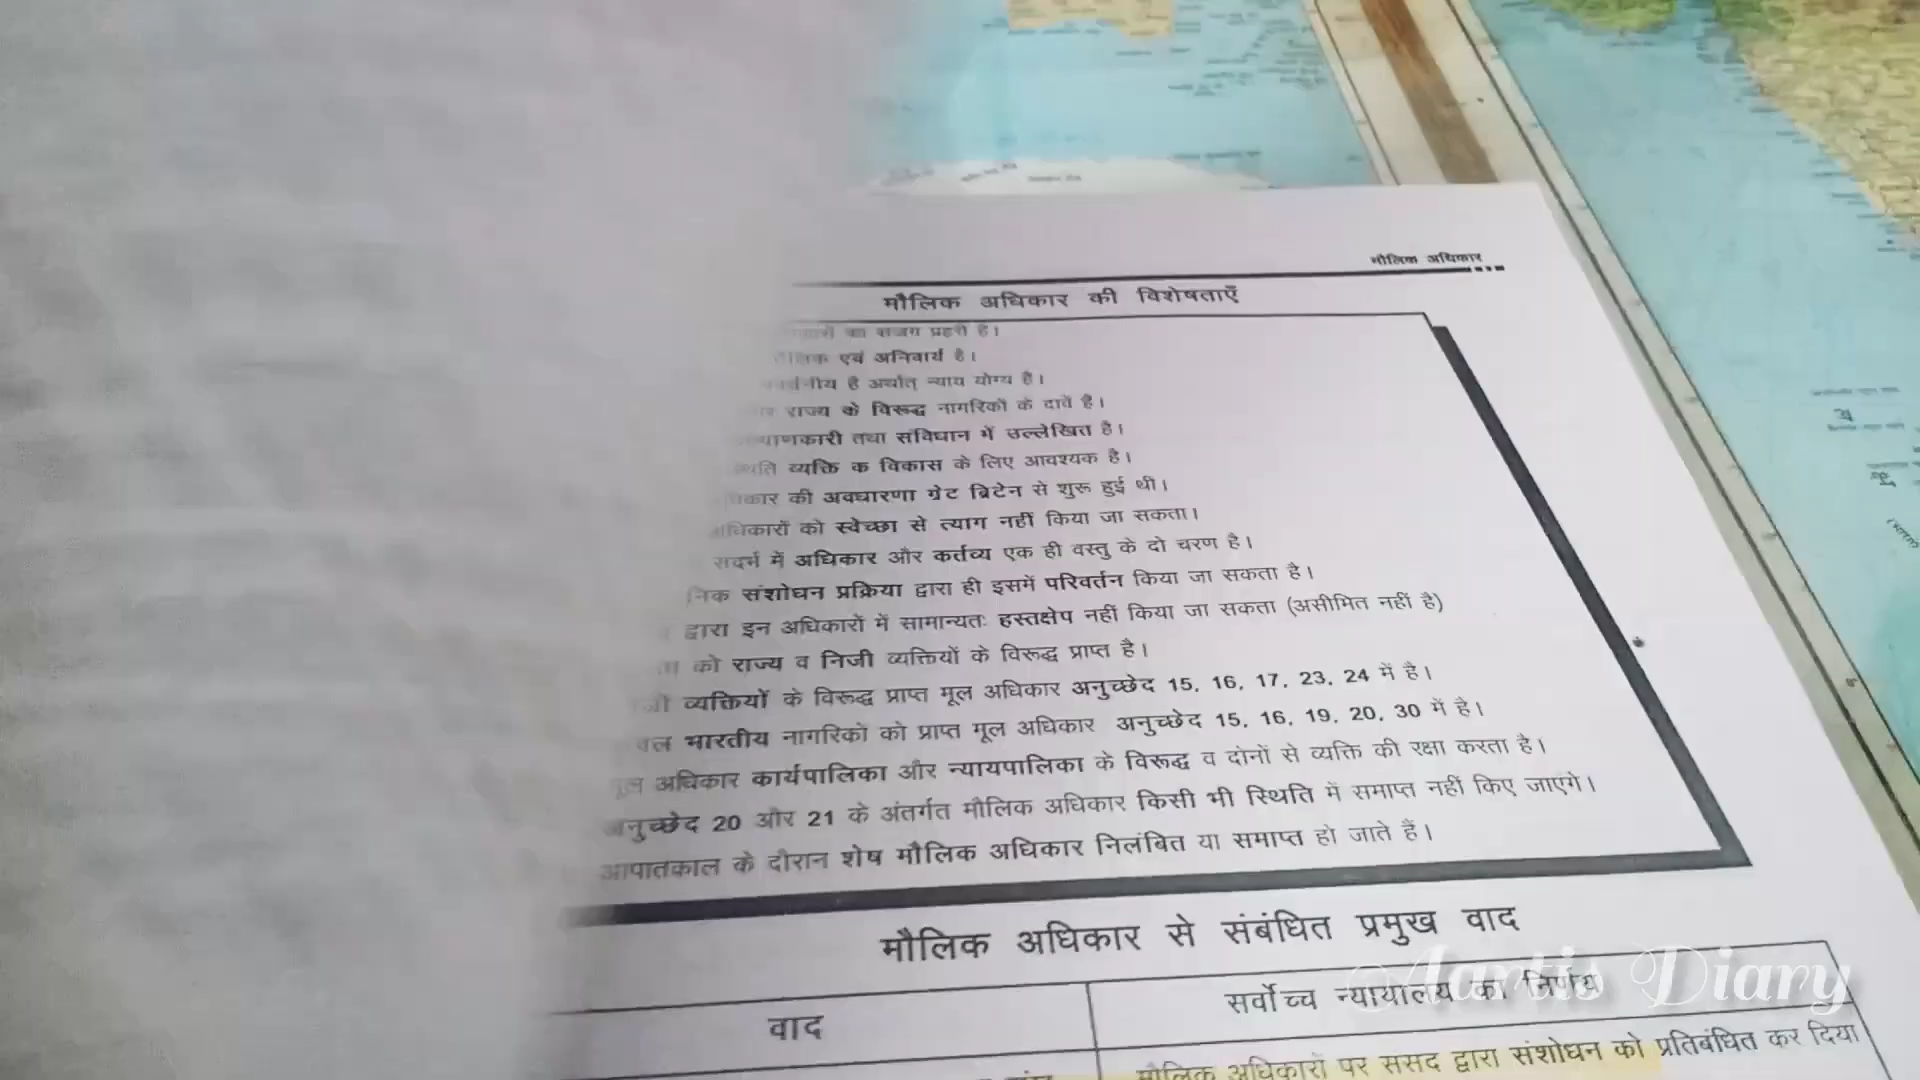 मौलिक अधिकार
मौलिक अधिकार की विशेषताएँ
का सजग प्रहरी है।
एवं अनिवार्य है।
है अर्थात् न्याय योग्य है।
राज्य के विरूद्ध नागरिकों के दावें है।
तथा संविधान में उल्लेखित है।
व्यक्ति क विकास के लिए आवश्यक है।
की अवधारणा ग्रेट ब्रिटेन से शुरू हुई थी।
अधिकारों को स्वेच्छा से त्याग नहीं किया जा सकता।
में अधिकार और कर्तव्य एक ही वस्तु के दो चरण है।
संशोधन प्रक्रिया द्वारा ही इसमें परिवर्तन किया जा सकता है।
द्वारा इन अधिकारों में सामान्यतः हस्तक्षेप नहीं किया जा सकता (असीमित नहीं है)
को राज्य व निजी व्यक्तियों के विरूद्ध प्राप्त है।
व्यक्तियों के विरूद्ध प्राप्त मूल अधिकार अनुच्छेद 15, 16, 17, 23, 24 में है।
भारतीय नागरिकों को प्राप्त मूल अधिकार अनुच्छेद 15, 16, 19, 20, 30 में है।
मूल अधिकार कार्यपालिका और न्यायपालिका के विरूद्ध व दोनों से व्यक्ति की रक्षा करता है।
अनुच्छेद 20 और 21 के अंतर्गत मौलिक अधिकार किसी भी स्थिति में समाप्त नहीं किए जाएंगे।
आपातकाल के दौरान शेष मौलिक अधिकार निलंबित या समाप्त हो जाते हैं।
मौलिक अधिकार से संबंधित प्रमुख वाद
वाद
सर्वोच्च न्यायालय का निर्णय
मौलिक अधिकारों पर संसद द्वारा संशोधन को प्रतिबंधित कर दिया
Aartis Diary